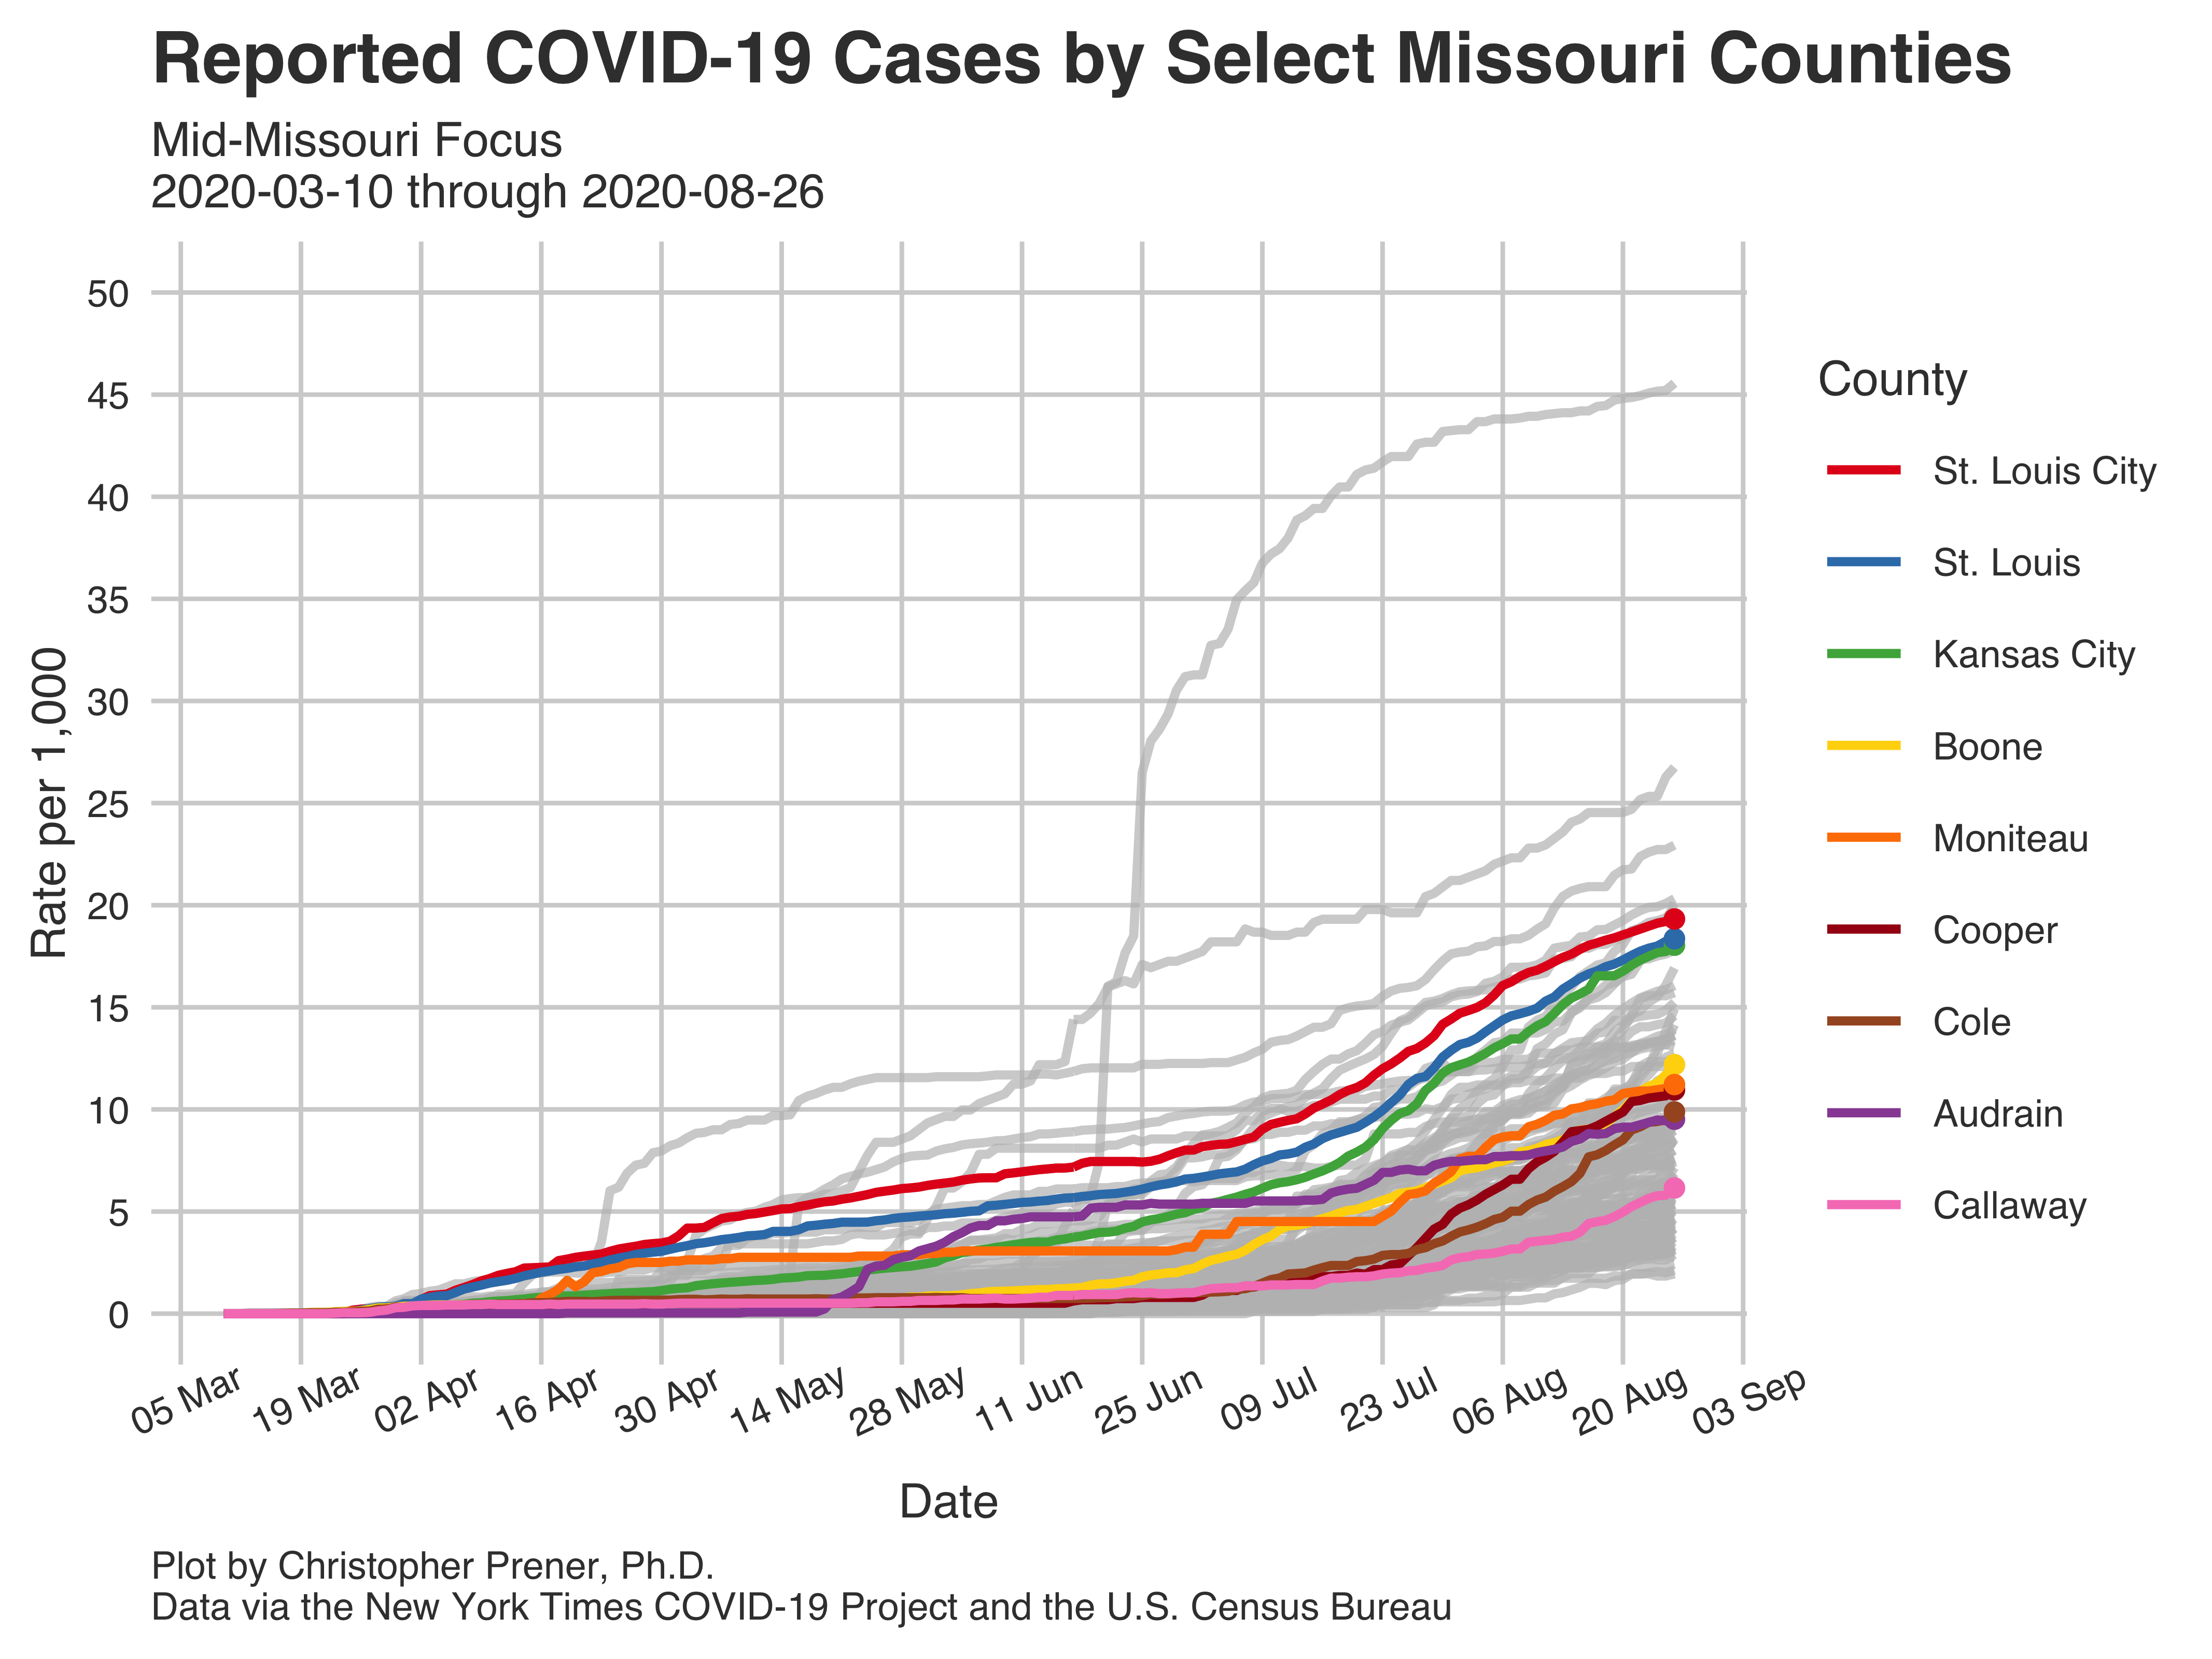 Reported COVID-19 Cases by Select Missouri Counties
Mid-Missouri Focus
2020-03-10 through 2020-08-26
Rate per 1,000
50
45
40
35
30
25
20
15
10
5
0
05 Mar
19 Mar
02 Apr
16 Apr
30 Apr
14 May
28 May
11 Jun
25 Jun
09 Jul
23 Jul
06 Aug
20 Aug
03 Sep
Date
County
St. Louis City
St. Louis
Kansas City
Boone
Moniteau
Cooper
Cole
Audrain
Callaway
Plot by Christopher Prener, Ph.D.
Data via the New York Times COVID-19 Project and the U.S. Census Bureau